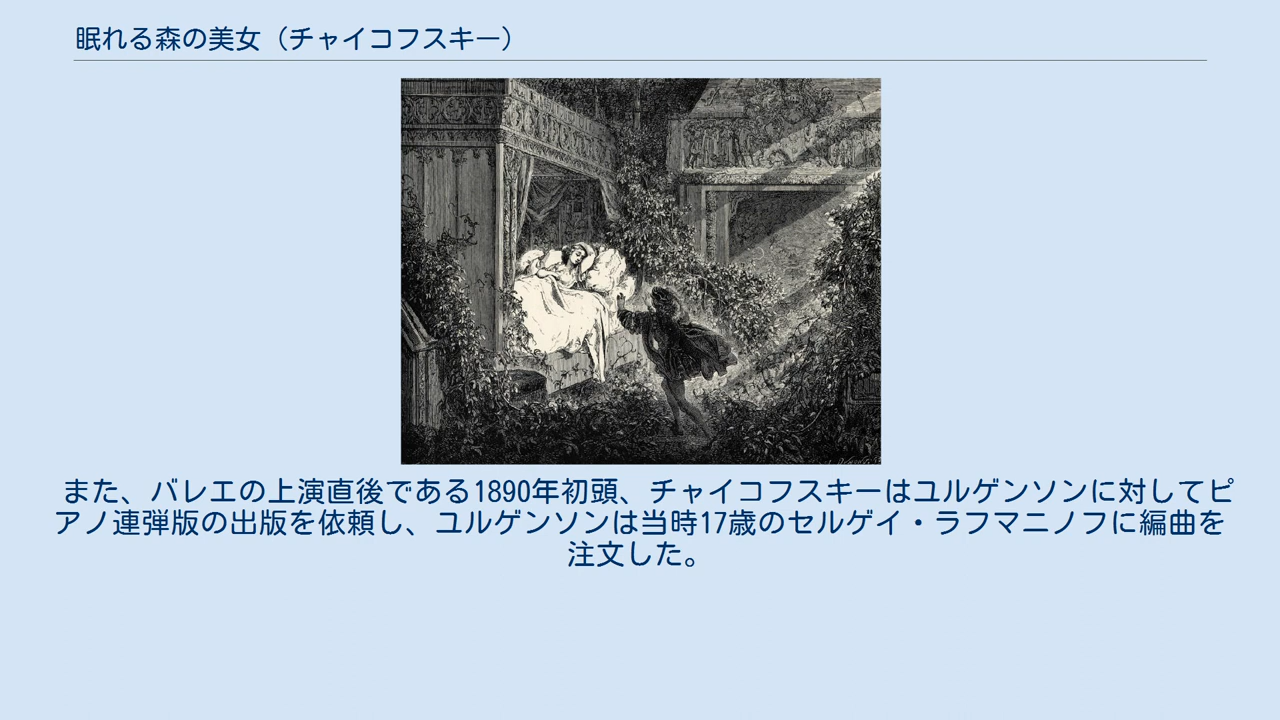 眠れる森の美女（チャイコフスキー）
また、バレエの上演直後である1890年初頭、チャイコフスキーはユルゲンソンに対してピ
アノ連弾版の出版を依頼し、ユルゲンソンは当時17歳のセルゲイ・ラフマニノフに編曲を
注文した。